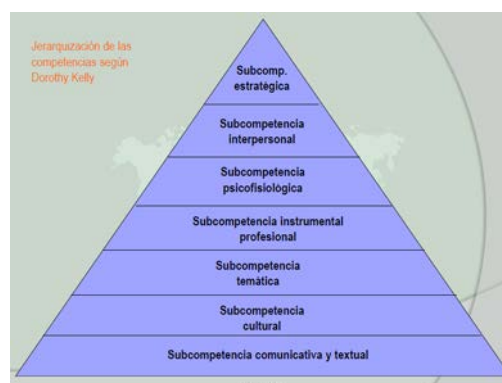 Jerarquización de las
competencias según
Dorothy Kelly
Subcomp.
estratégica
Subcompetencia
interpersonal
Subcompetencia
psicofisiológica
Subcompetencia instrumental
profesional
Subcompetencia
temática
Subcompetencia
cultural
Subcompetencia comunicativa y textual